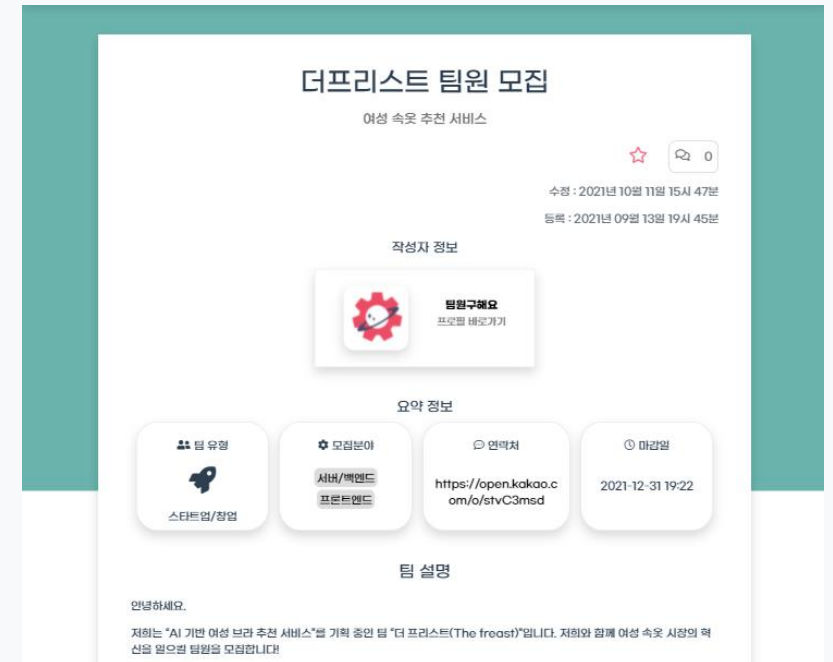 더프리스트 팀원 모집
여성 속옷 추천 서비스
0
수정 : 2021년 10월 11일 15시 47분
등록 : 2021년 09월 13일 19시 45분
작성자 정보
팀원구해요
프로필 바로가기
요약 정보
팀 유형
스타트업/창업
모집분야
서버/백엔드
프론트엔드
연락처
https://open.kakao.c
om/o/stvC3msd
마감일
2021-12-31 19:22
팀 설명
안녕하세요.
저희는 “AI 기반 여성 브라 추천 서비스”를 기획 중인 팀 “더 프리스트(The freast)”입니다. 저희와 함께 여성 속옷 시장의 혁
신을 일으킬 팀원을 모집합니다!